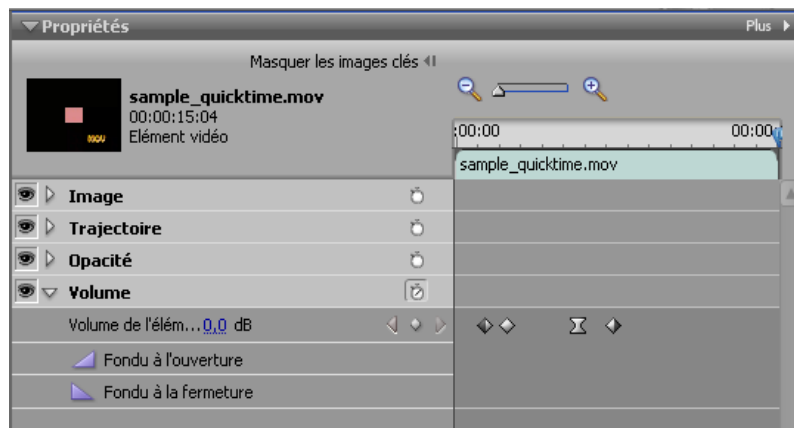 Propriétés Plus
Masquer les images clés
sample_quicktime.mov
00:00:15:04
Elément vidéo
:00:00 00:00
sample_quicktime.mov
Image
Trajectoire
Opacité
Volume
Volume de l'élém...0,0 dB
Fondu à l'ouverture
Fondu à la fermeture